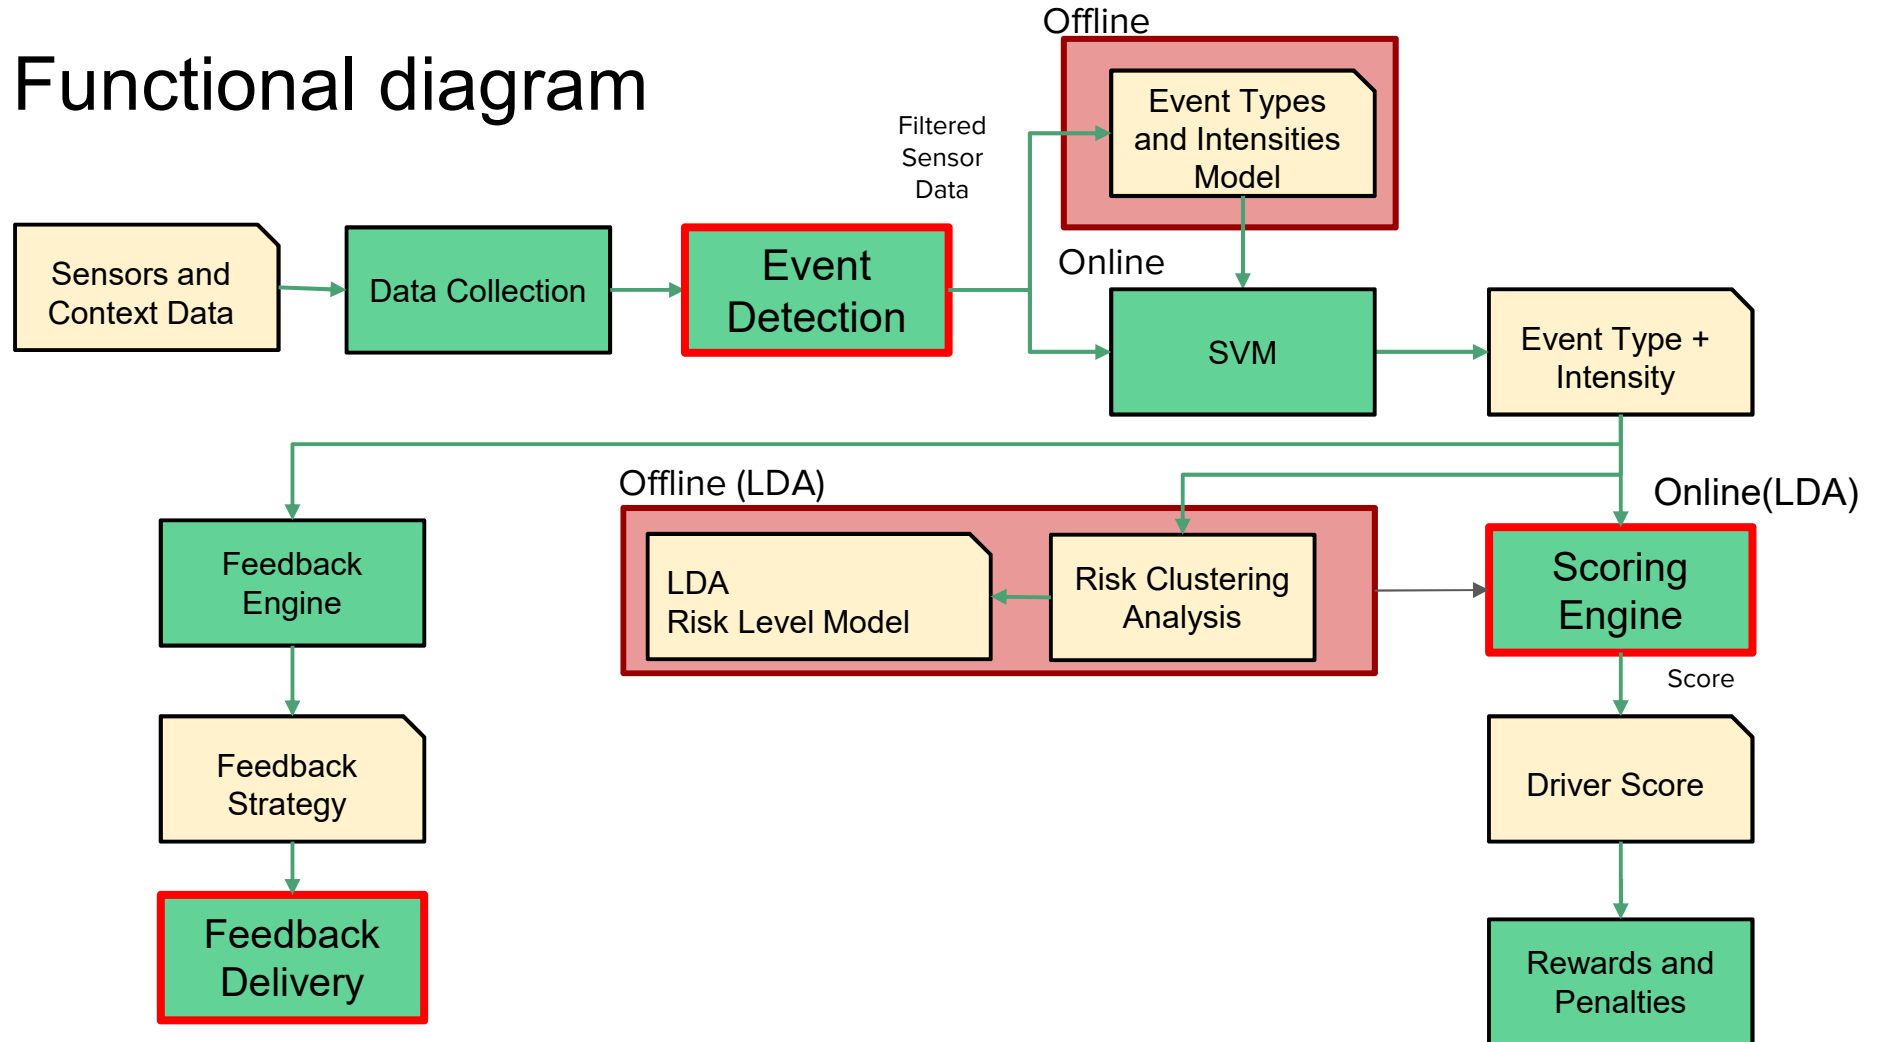 Functional diagram
Offline
Event Types
and Intensities
Model
Filtered
Sensor
Data
Sensors and
Context Data
Data Collection
Event
Detection
Online
SVM
Event Type +
Intensity
Offline (LDA)
Online(LDA)
Feedback
Engine
LDA
Risk Level Model
Risk Clustering
Analysis
Scoring
Engine
Score
Feedback
Strategy
Driver Score
Feedback
Delivery
Rewards and
Penalties